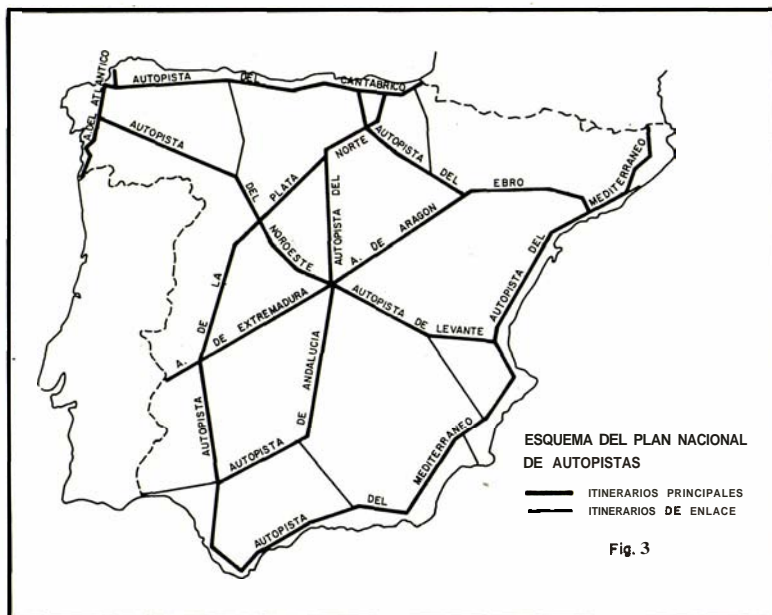 A. DEL ATLANTICO
AUTOPISTA DEL CANTABRICO
AUTOPISTA DEL NOROESTE
AUTOPISTA DE LA PLATA
AUTOPISTA DEL NORTE
AUTOPISTA DEL EBRO
A. DE ARAGON
AUTOPISTA DEL MEDITERRANEO
A. DE EXTREMADURA
AUTOPISTA DE LEVANTE
AUTOPISTA DE ANDALUCIA
AUTOPISTA DEL MEDITERRANEO
ESQUEMA DEL PLAN NACIONAL
DE AUTOPISTAS
ITINERARIOS PRINCIPALES
ITINERARIOS DE ENLACE
Fig. 3